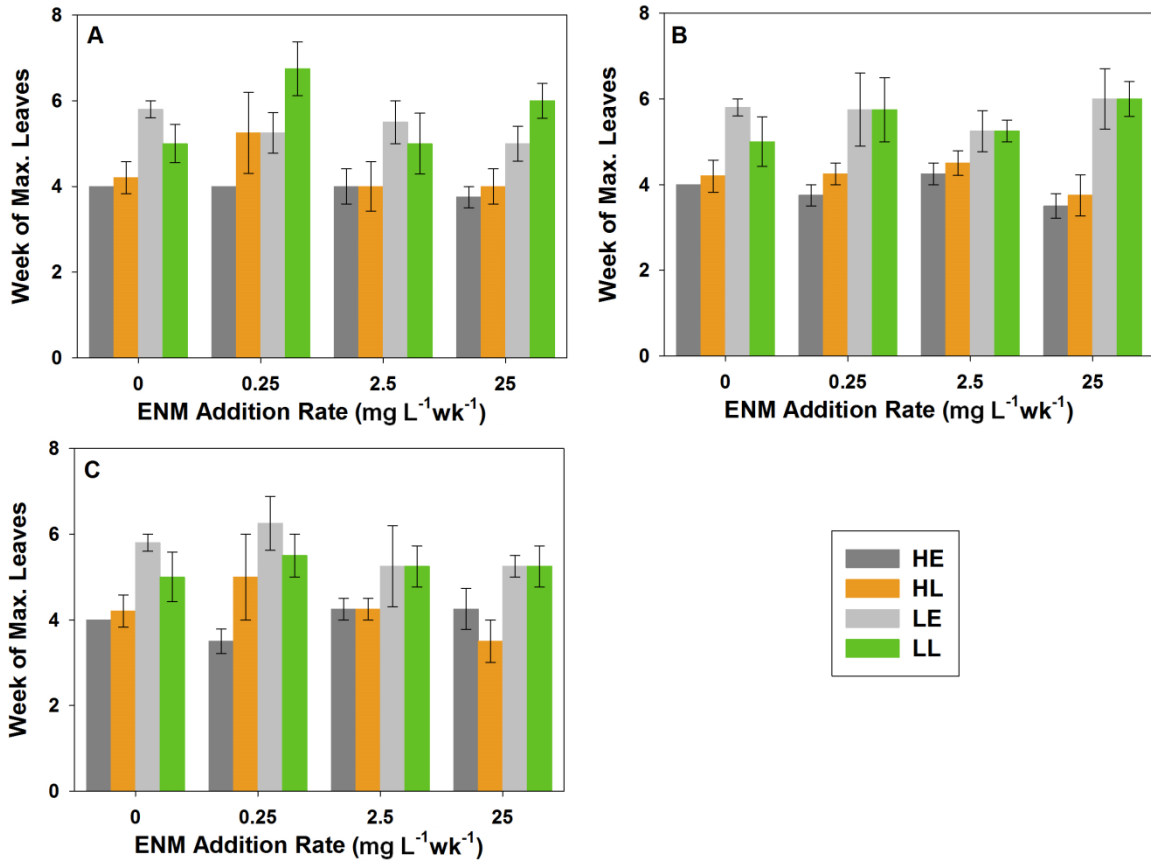 A
Week of Max. Leaves
8
6
4
2
0
0 0.25 2.5 25
ENM Addition Rate (mg L⁻¹wk⁻¹)
B
Week of Max. Leaves
8
6
4
2
0
0 0.25 2.5 25
ENM Addition Rate (mg L⁻¹wk⁻¹)
C
Week of Max. Leaves
8
6
4
2
0
0 0.25 2.5 25
ENM Addition Rate (mg L⁻¹wk⁻¹)
HE
HL
LE
LL